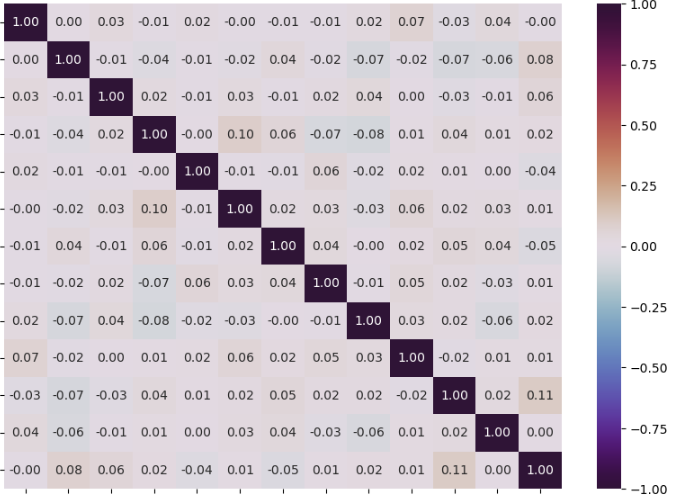 1.00 0.00 0.03 -0.01 0.02 -0.00 -0.01 -0.01 0.02 0.07 -0.03 0.04 -0.00
0.00 1.00 -0.01 -0.04 -0.01 -0.02 0.04 -0.02 -0.07 -0.02 -0.07 -0.06 0.08
0.03 -0.01 1.00 0.02 -0.01 0.03 -0.01 0.02 0.04 0.00 -0.03 -0.01 0.06
-0.01 -0.04 0.02 1.00 -0.00 0.10 0.06 -0.07 -0.08 0.01 0.04 0.01 0.02
0.02 -0.01 -0.01 -0.00 1.00 -0.01 -0.01 0.06 -0.02 0.02 0.01 0.00 -0.04
-0.00 -0.02 0.03 0.10 -0.01 1.00 0.02 0.03 -0.03 0.06 0.02 0.03 0.01
-0.01 0.04 -0.01 0.06 -0.01 0.02 1.00 0.04 -0.00 0.02 0.05 0.04 -0.05
-0.01 -0.02 0.02 -0.07 0.06 0.03 0.04 1.00 -0.01 0.05 0.02 -0.03 0.01
0.02 -0.07 0.04 -0.08 -0.02 -0.03 -0.00 -0.01 1.00 0.03 0.02 -0.06 0.02
0.07 -0.02 0.00 0.01 0.02 0.06 0.02 0.05 0.03 1.00 -0.02 0.01 0.01
-0.03 -0.07 -0.03 0.04 0.01 0.02 0.05 0.02 0.02 -0.02 1.00 0.02 0.11
0.04 -0.06 -0.01 0.01 0.00 0.03 0.04 -0.03 -0.06 0.01 0.02 1.00 0.00
-0.00 0.08 0.06 0.02 -0.04 0.01 -0.05 0.01 0.02 0.01 0.11 0.00 1.00
1.00
0.75
0.50
0.25
0.00
−0.25
−0.50
−0.75
−1.00